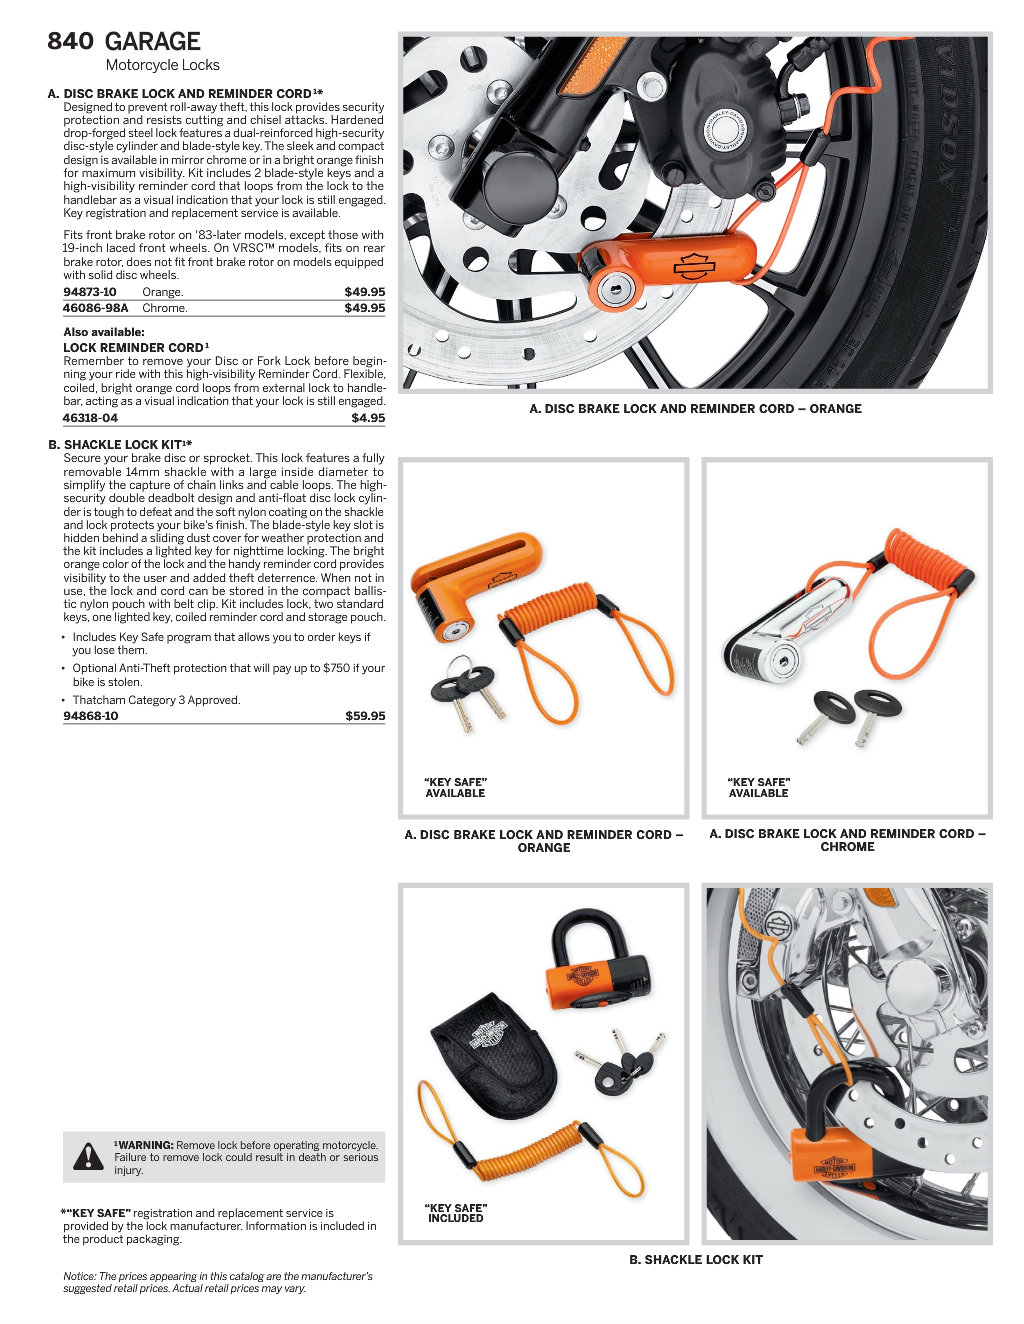 840 GARAGE
Motorcycle Locks
A. DISC BRAKE LOCK AND REMINDER CORD¹*
Designed to prevent roll-away theft, this lock provides security
protection and resists cutting and chisel attacks. Hardened
drop-forged steel lock features a dual-reinforced high-security
disc-style cylinder and blade-style key. The sleek and compact
design is available in mirror chrome or in a bright orange finish
for maximum visibility. Kit includes 2 blade-style keys and a
high-visibility reminder cord that loops from the lock to the
handlebar as a visual indication that your lock is still engaged.
Key registration and replacement service is available.
Fits front brake rotor on '83-later models, except those with
19-inch laced front wheels. On VRSC™ models, fits on rear
brake rotor, does not fit front brake rotor on models equipped
with solid disc wheels.
94873-10 Orange. $49.95
46086-98A Chrome. $49.95
Also available:
LOCK REMINDER CORD¹
Remember to remove your Disc or Fork Lock before begin-
ning your ride with this high-visibility Reminder Cord. Flexible,
coiled, bright orange cord loops from external lock to handle-
bar, acting as a visual indication that your lock is still engaged.
46318-04 $4.95
B. SHACKLE LOCK KIT¹*
Secure your brake disc or sprocket. This lock features a fully
removable 14mm shackle with a large inside diameter to
simplify the capture of chain links and cable loops. The high-
security double deadbolt design and anti-float disc lock cylin-
der is tough to defeat and the soft nylon coating on the shackle
and lock protects your bike's finish. The blade-style key slot is
hidden behind a sliding dust cover for weather protection and
the kit includes a lighted key for nighttime locking. The bright
orange color of the lock and the handy reminder cord provides
visibility to the user and added theft deterrence. When not in
use, the lock and cord can be stored in the compact ballis-
tic nylon pouch with belt clip. Kit includes lock, two standard
keys, one lighted key, coiled reminder cord and storage pouch.
• Includes Key Safe program that allows you to order keys if
you lose them.
• Optional Anti-Theft protection that will pay up to $750 if your
bike is stolen.
• Thatcham Category 3 Approved.
94868-10 $59.95
¹WARNING: Remove lock before operating motorcycle.
Failure to remove lock could result in death or serious
injury.
*"KEY SAFE" registration and replacement service is
provided by the lock manufacturer. Information is included in
the product packaging.
Notice: The prices appearing in this catalog are the manufacturer's
suggested retail prices. Actual retail prices may vary.
A. DISC BRAKE LOCK AND REMINDER CORD – ORANGE
"KEY SAFE"
AVAILABLE
A. DISC BRAKE LOCK AND REMINDER CORD –
ORANGE
"KEY SAFE"
AVAILABLE
A. DISC BRAKE LOCK AND REMINDER CORD –
CHROME
MOTOR
HARLEY-DAVIDSON
CYCLES
"KEY SAFE"
INCLUDED
MOTOR
HARLEY-DAVIDSON
CYCLES
B. SHACKLE LOCK KIT